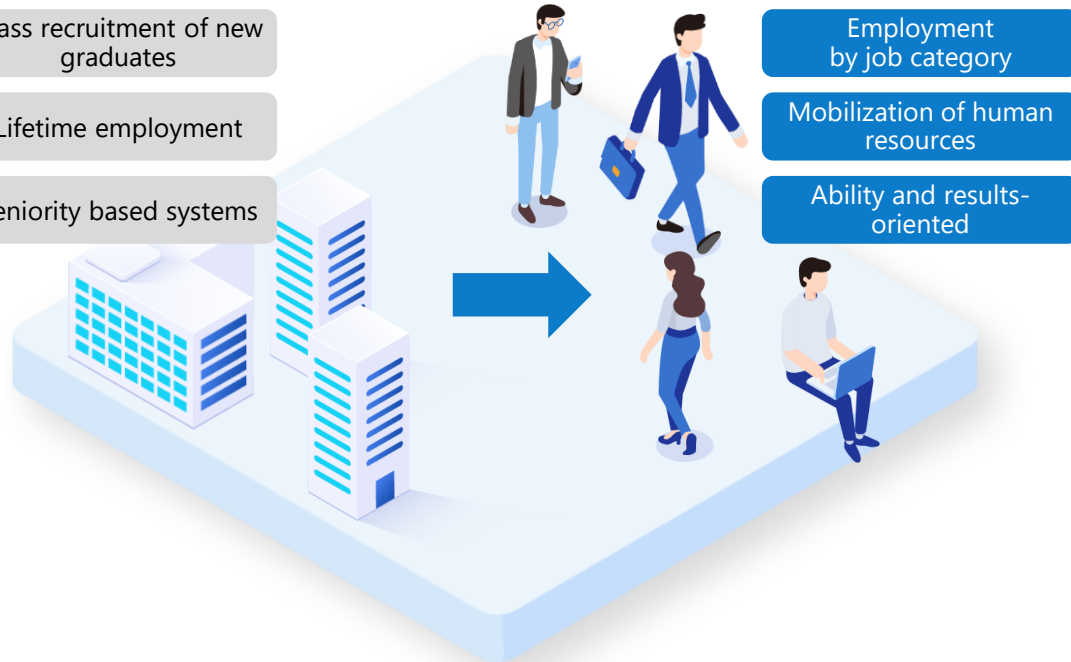 ass recruitment of new
graduates
Lifetime employment
eniority based systems
Employment
by job category
Mobilization of human
resources
Ability and results-
oriented